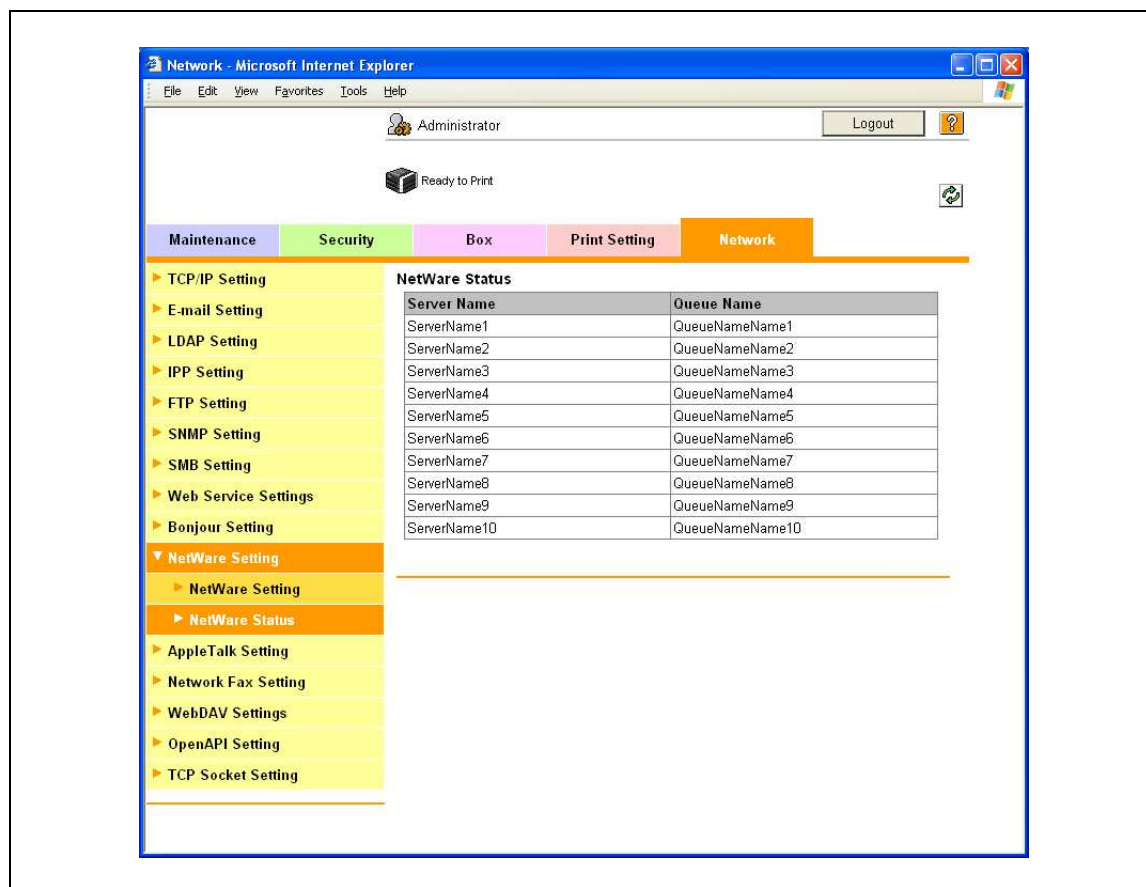 Network - Microsoft Internet Explorer
File Edit View Favorites Tools Help
Administrator
Logout
?
Ready to Print
Maintenance Security Box Print Setting Network
TCP/IP Setting
E-mail Setting
LDAP Setting
IPP Setting
FTP Setting
SNMP Setting
SMB Setting
Web Service Settings
Bonjour Setting
NetWare Setting
NetWare Setting
NetWare Status
AppleTalk Setting
Network Fax Setting
WebDAV Settings
OpenAPI Setting
TCP Socket Setting
NetWare Status
Server Name Queue Name
ServerName1 QueueNameName1
ServerName2 QueueNameName2
ServerName3 QueueNameName3
ServerName4 QueueNameName4
ServerName5 QueueNameName5
ServerName6 QueueNameName6
ServerName7 QueueNameName7
ServerName8 QueueNameName8
ServerName9 QueueNameName9
ServerName10 QueueNameName10